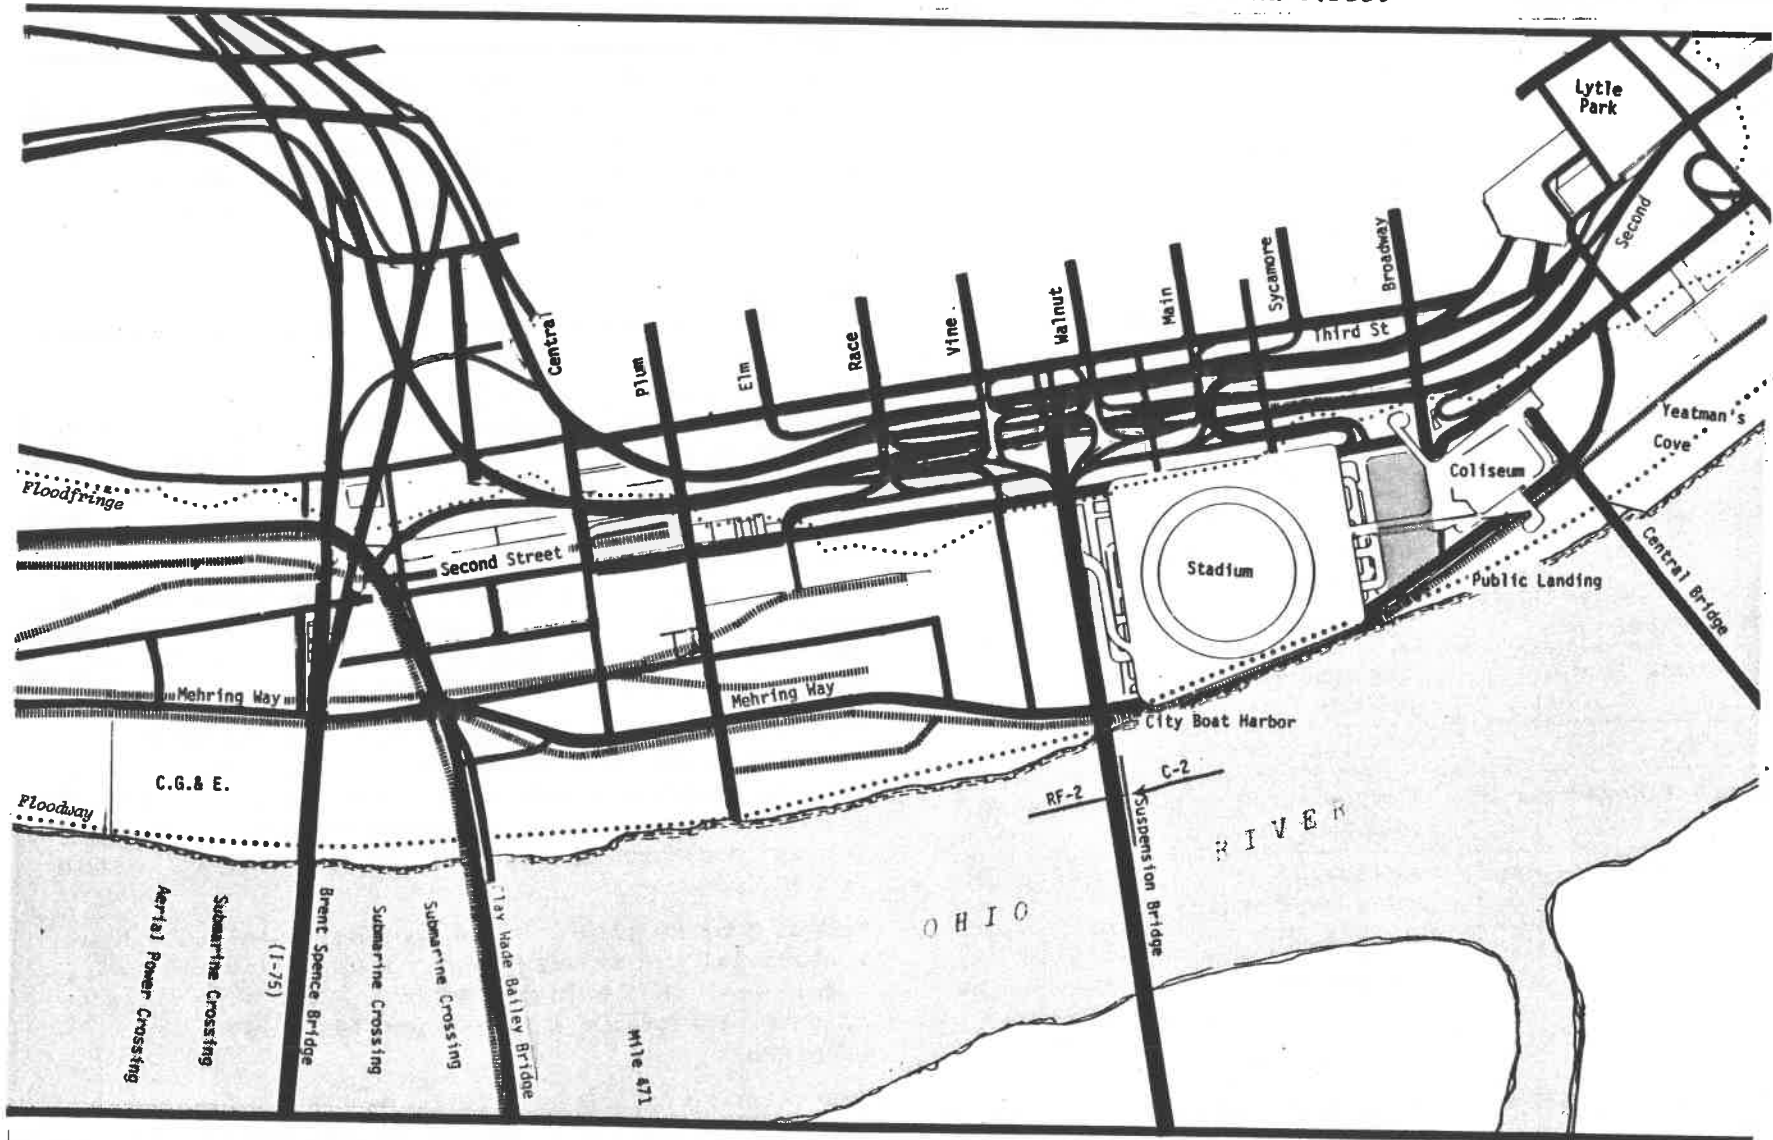 Lytle
Park
Second
Broadway
Sycamore
Main
Walnut
Vine
Race
Elm
Plum
Central
Third St
Yeatman's
Cove
Coliseum
Floodfringe
Second Street
Stadium
Public Landing
Central Bridge
Mehring Way
Mehring Way
City Boat Harbor
C.G.& E.
C-2
RF-2
Floodway
Suspension Bridge
OHIO
RIVER
Aerial Power Crossing
Submarine Crossing
(I-75)
Brent Spence Bridge
Submarine Crossing
Submarine Crossing
Clay Wade Bailey Bridge
Mile 471